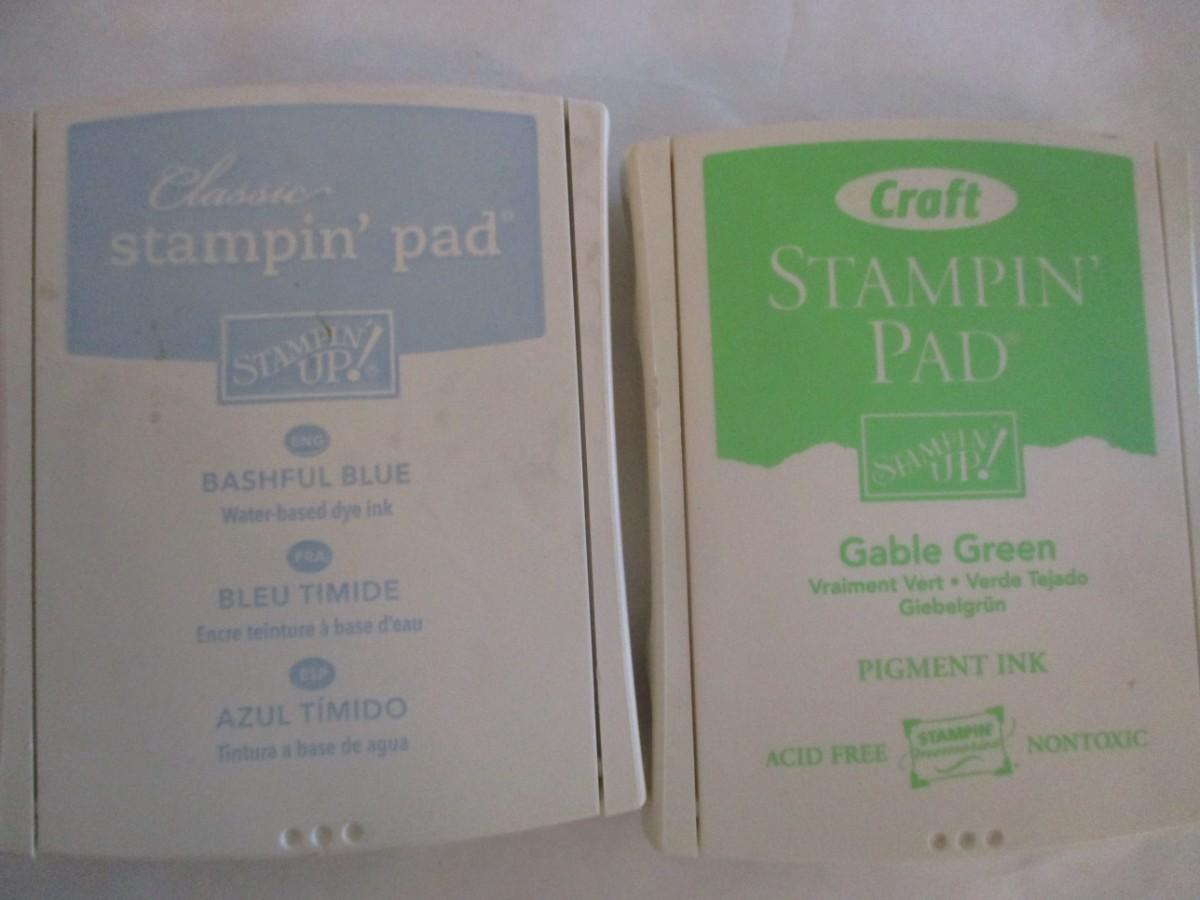 Classic
stampin' pad®
STAMPIN'
UP!®
ENG
BASHFUL BLUE
Water-based dye ink
FRA
BLEU TIMIDE
Encre teinture à base d'eau
ESP
AZUL TÍMIDO
Tintura a base de agua
Craft
STAMPIN'
PAD®
STAMPIN'
UP!
Gable Green
Vraiment Vert • Verde Tejado
Giebelgrün
PIGMENT INK
ACID FREE
STAMPIN'
NONTOXIC